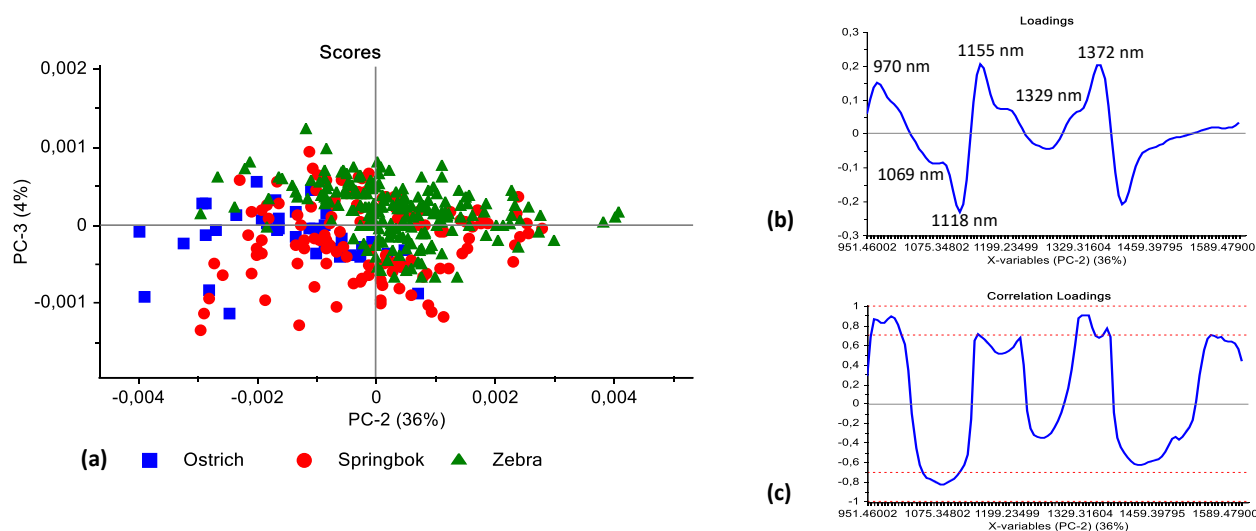 Scores
0,002
0,001
0
-0,001
PC-3 (4%)
-0,004
-0,002
0
0,002
0,004
PC-2 (36%)
(a)
Ostrich
Springbok
Zebra
Loadings
0,3
0,2
0,1
0
-0,1
-0,2
-0,3
970 nm
1155 nm
1372 nm
1329 nm
1069 nm
1118 nm
951.46002 1075.34802 1199.23499 1329.31604 1459.39795 1589.47900
X-variables (PC-2) (36%)
(b)
Correlation Loadings
1
0,8
0,6
0,4
0,2
0
-0,2
-0,4
-0,6
-0,8
-1
951.46002 1075.34802 1199.23499 1329.31604 1459.39795 1589.47900
X-variables (PC-2) (36%)
(c)